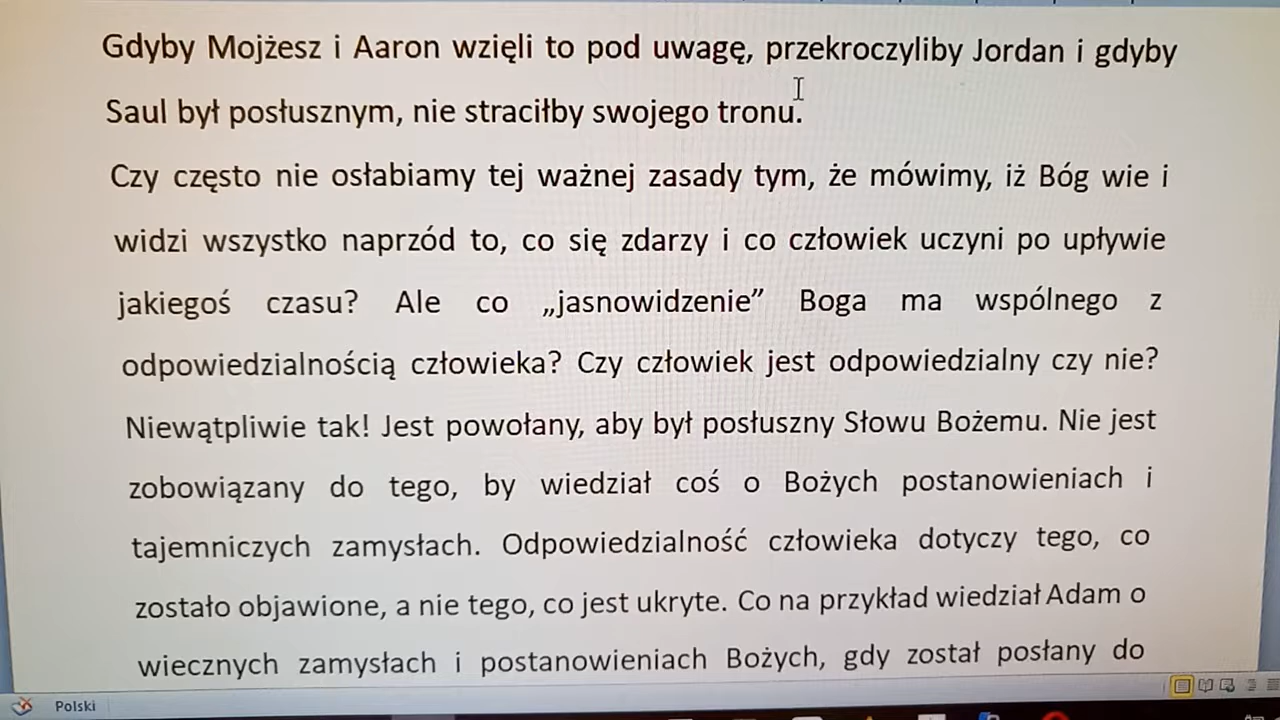 Gdyby Mojżesz i Aaron wzięli to pod uwagę, przekroczyliby Jordan i gdyby
Saul był posłusznym, nie straciłby swojego tronu.
Czy często nie osłabiamy tej ważnej zasady tym, że mówimy, iż Bóg wie i
widzi wszystko naprzód to, co się zdarzy i co człowiek uczyni po upływie
jakiegoś czasu? Ale co „jasnowidzenie” Boga ma wspólnego z
odpowiedzialnością człowieka? Czy człowiek jest odpowiedzialny czy nie?
Niewątpliwie tak! Jest powołany, aby był posłuszny Słowu Bożemu. Nie jest
zobowiązany do tego, by wiedział coś o Bożych postanowieniach i
tajemniczych zamysłach. Odpowiedzialność człowieka dotyczy tego, co
zostało objawione, a nie tego, co jest ukryte. Co na przykład wiedział Adam o
wiecznych zamysłach i postanowieniach Bożych, gdy został posłany do
Polski